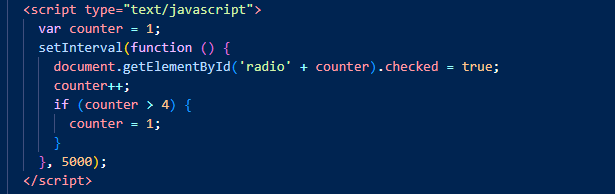 <script type="text/javascript">
var counter = 1;
setInterval(function () {
document.getElementById('radio' + counter).checked = true;
counter++;
if (counter > 4) {
counter = 1;
}
}, 5000);
</script>